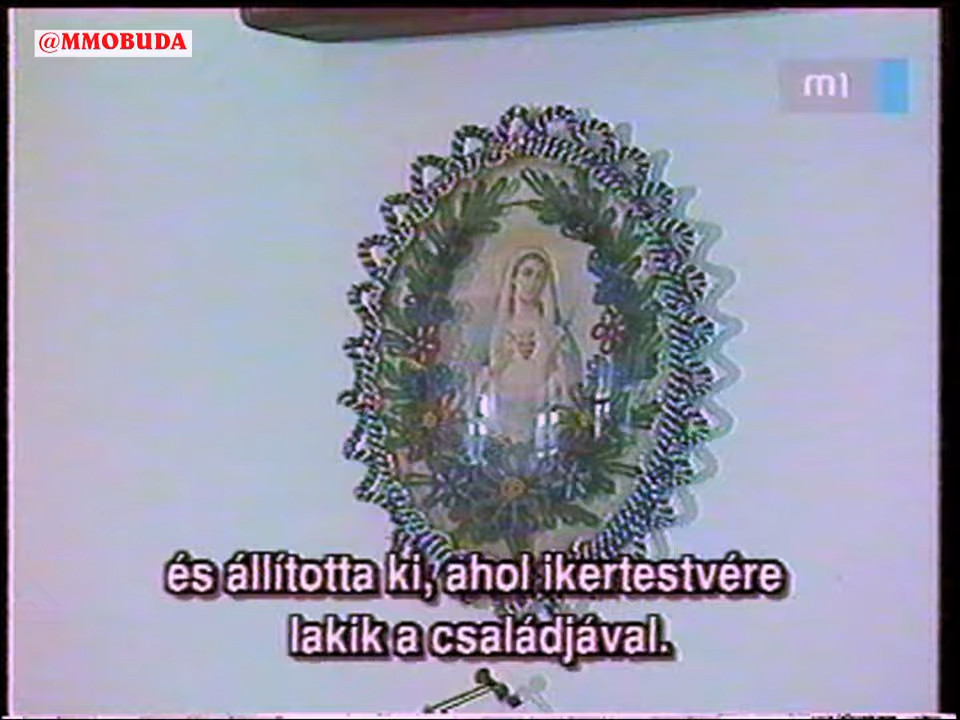 @MMOBUDA
m1
és állította ki, ahol ikertestvére
lakik a családjával.